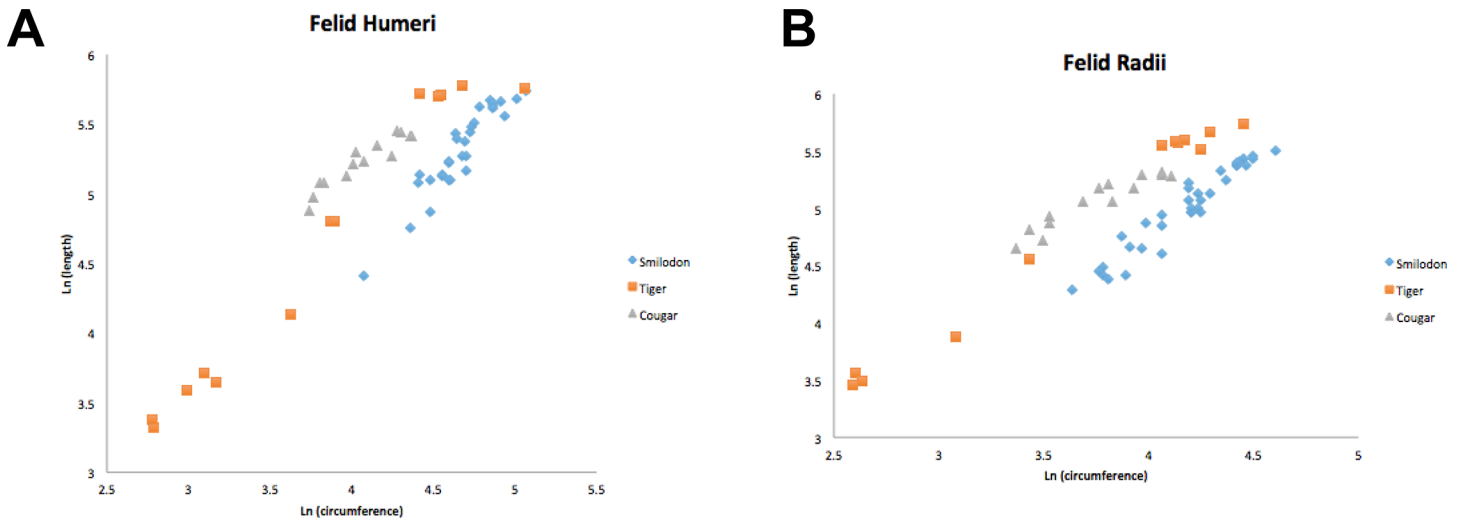 A
Felid Humeri
Ln (length)
6
5.5
5
4.5
4
3.5
3
2.5 3 3.5 4 4.5 5 5.5
Ln (circumference)
Smilodon
Tiger
Cougar
B
Felid Radii
Ln (length)
6
5.5
5
4.5
4
3.5
3
2.5 3 3.5 4 4.5 5
Ln (circumference)
Smilodon
Tiger
Cougar